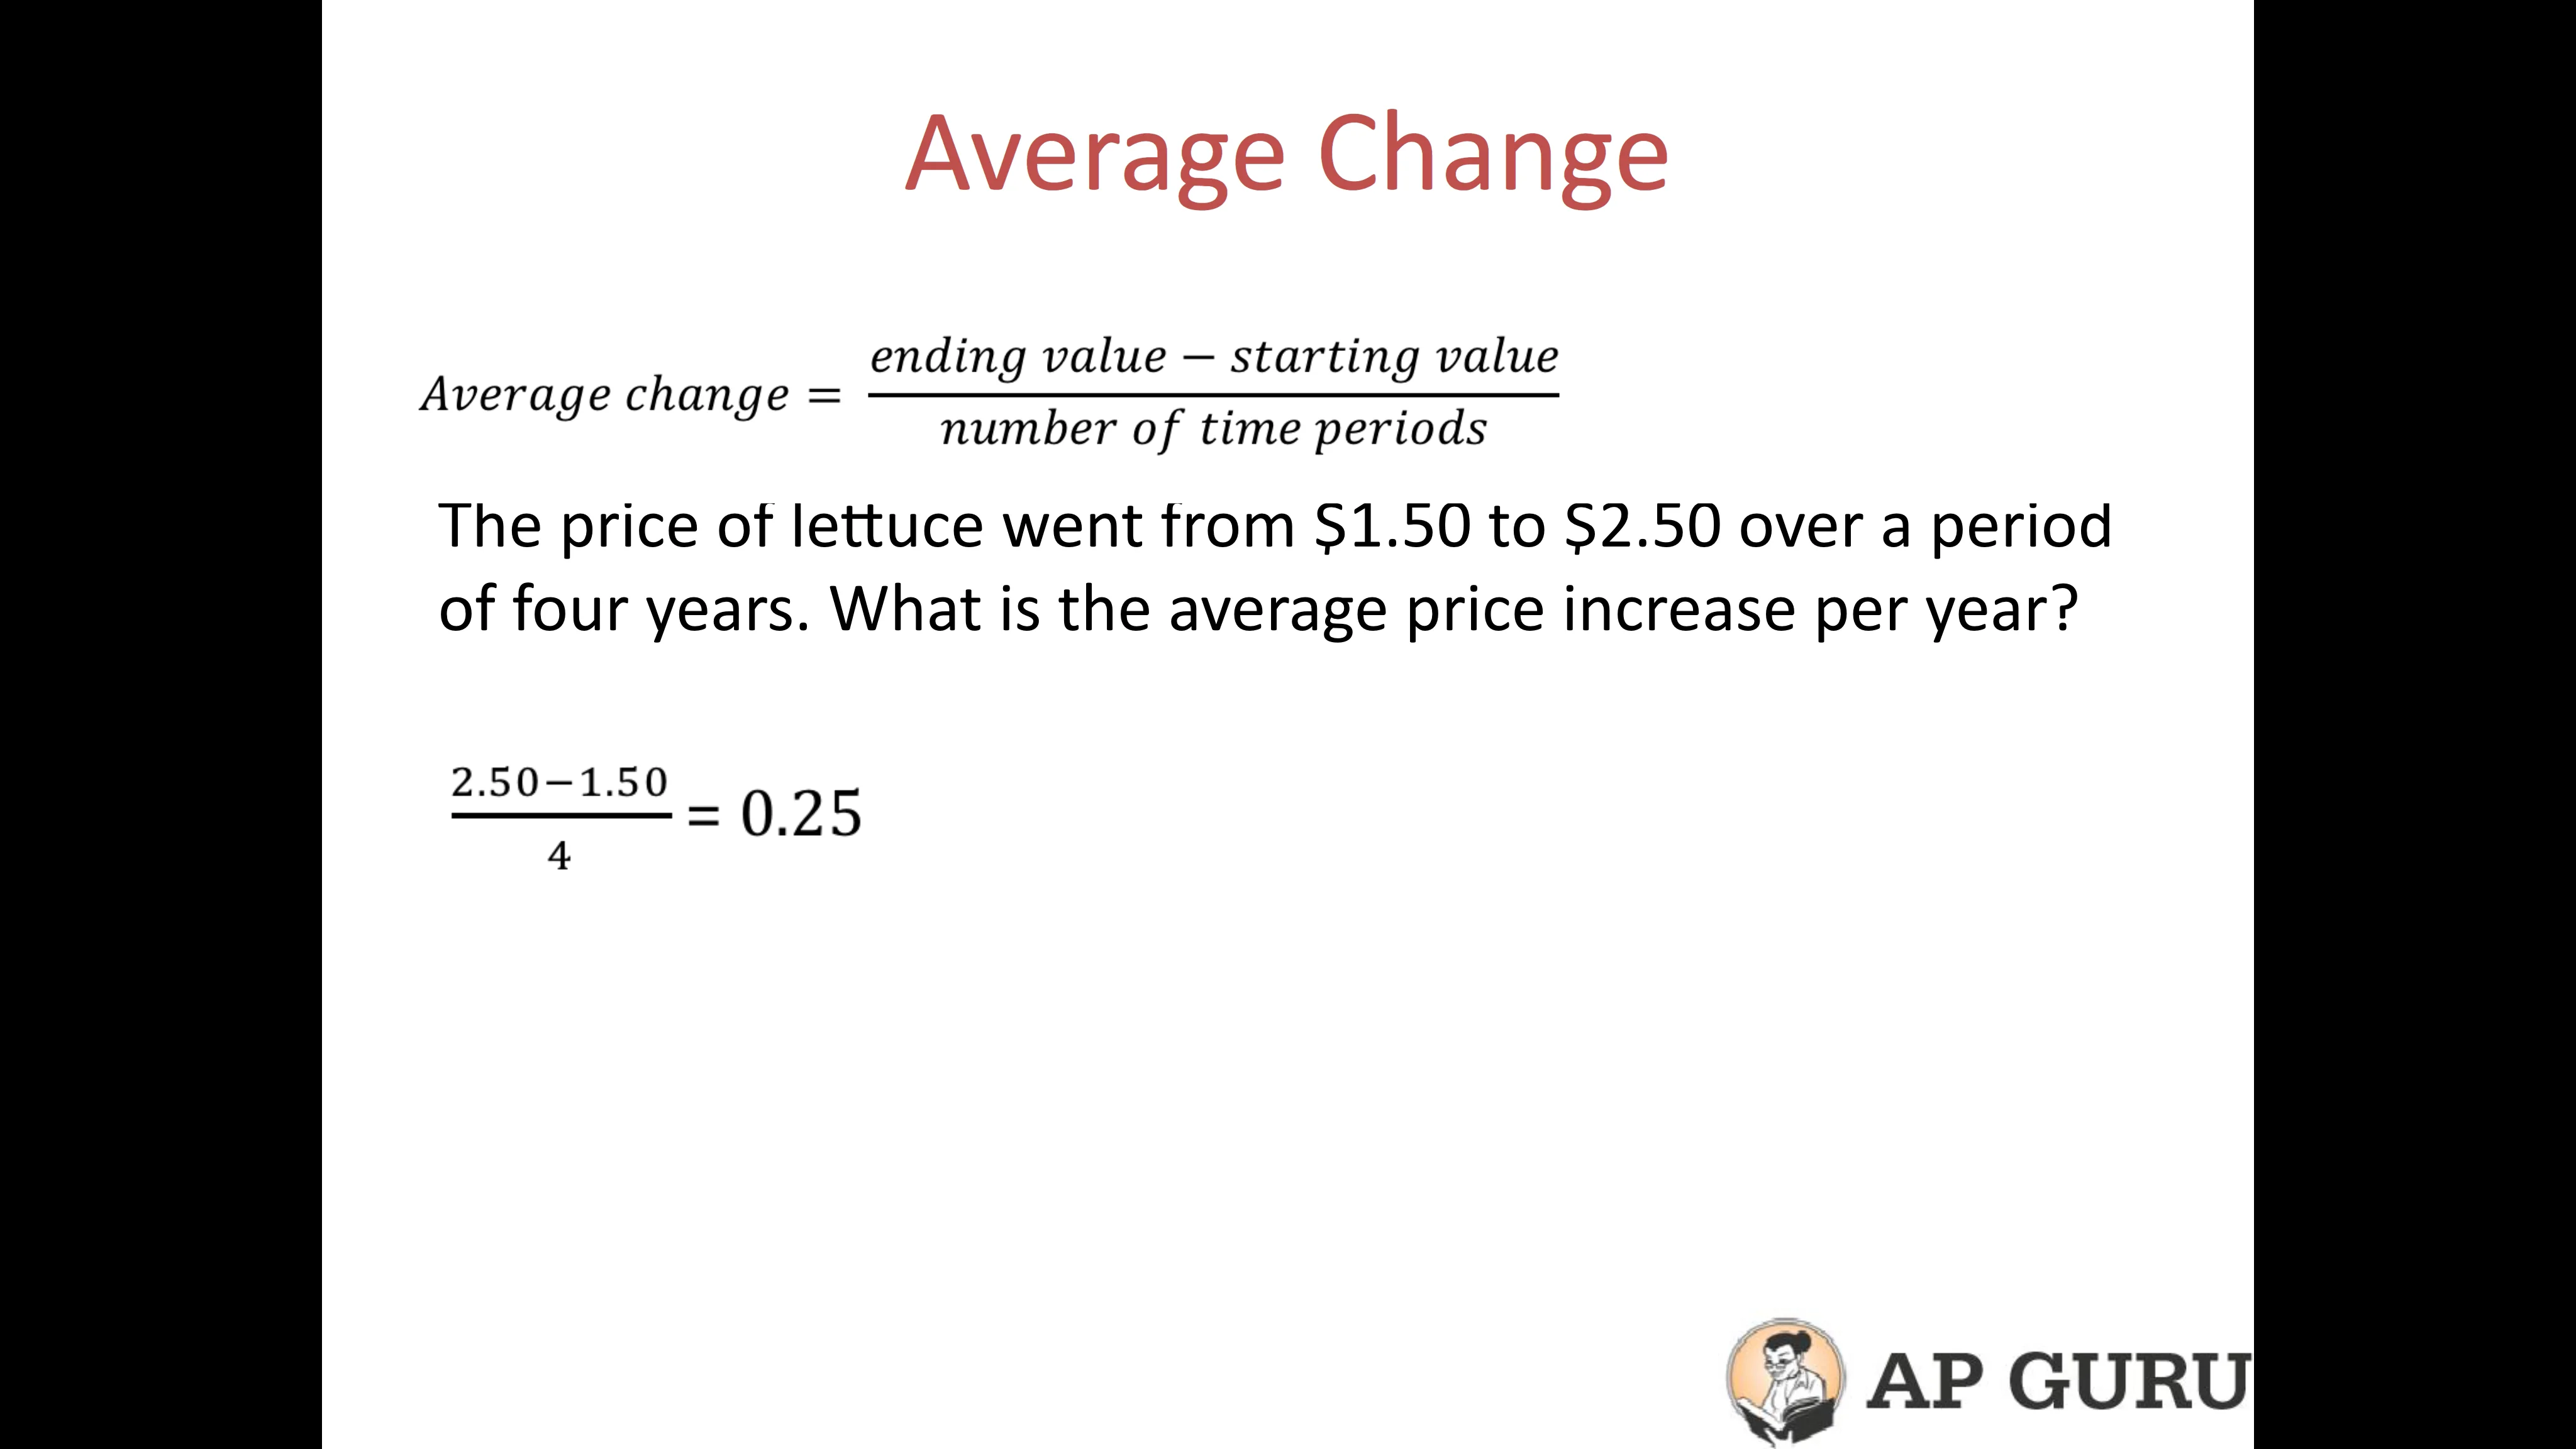 Average Change
Average change = ending value − starting value / number of time periods
The price of lettuce went from $1.50 to $2.50 over a period
of four years. What is the average price increase per year?
2.50−1.50 / 4 = 0.25
AP GURU